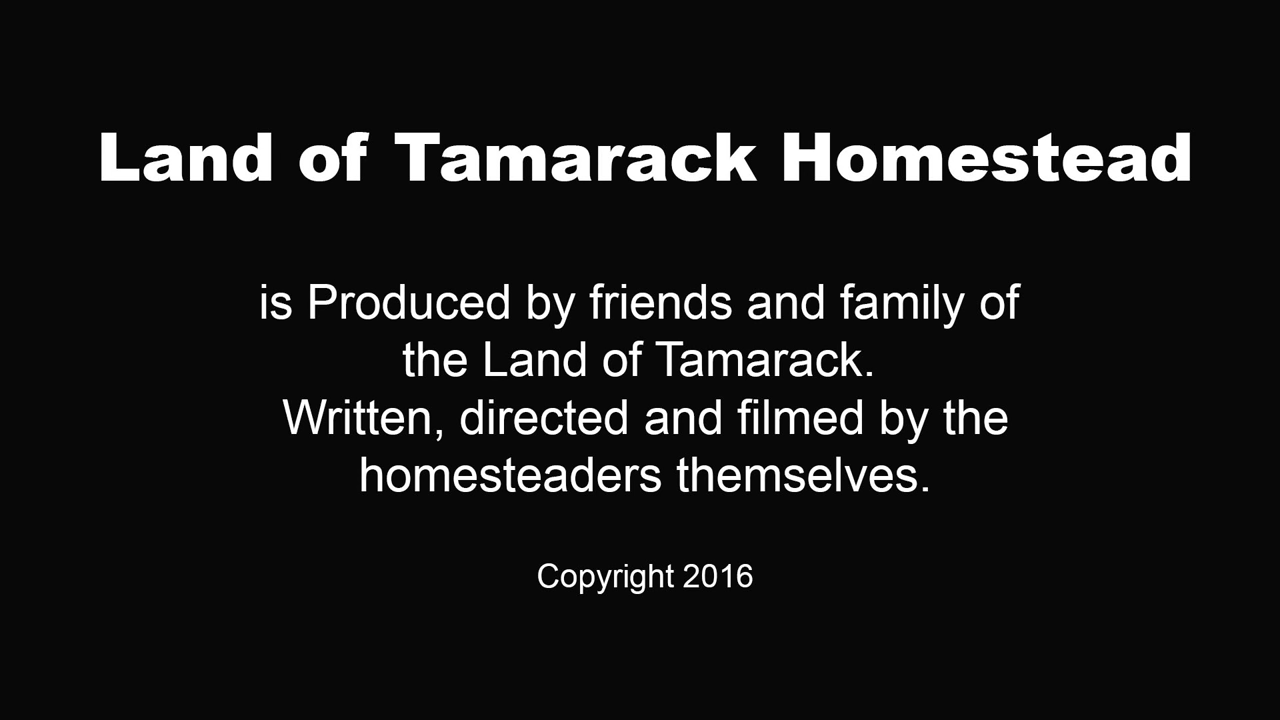 Land of Tamarack Homestead
is Produced by friends and family of
the Land of Tamarack.
Written, directed and filmed by the
homesteaders themselves.
Copyright 2016